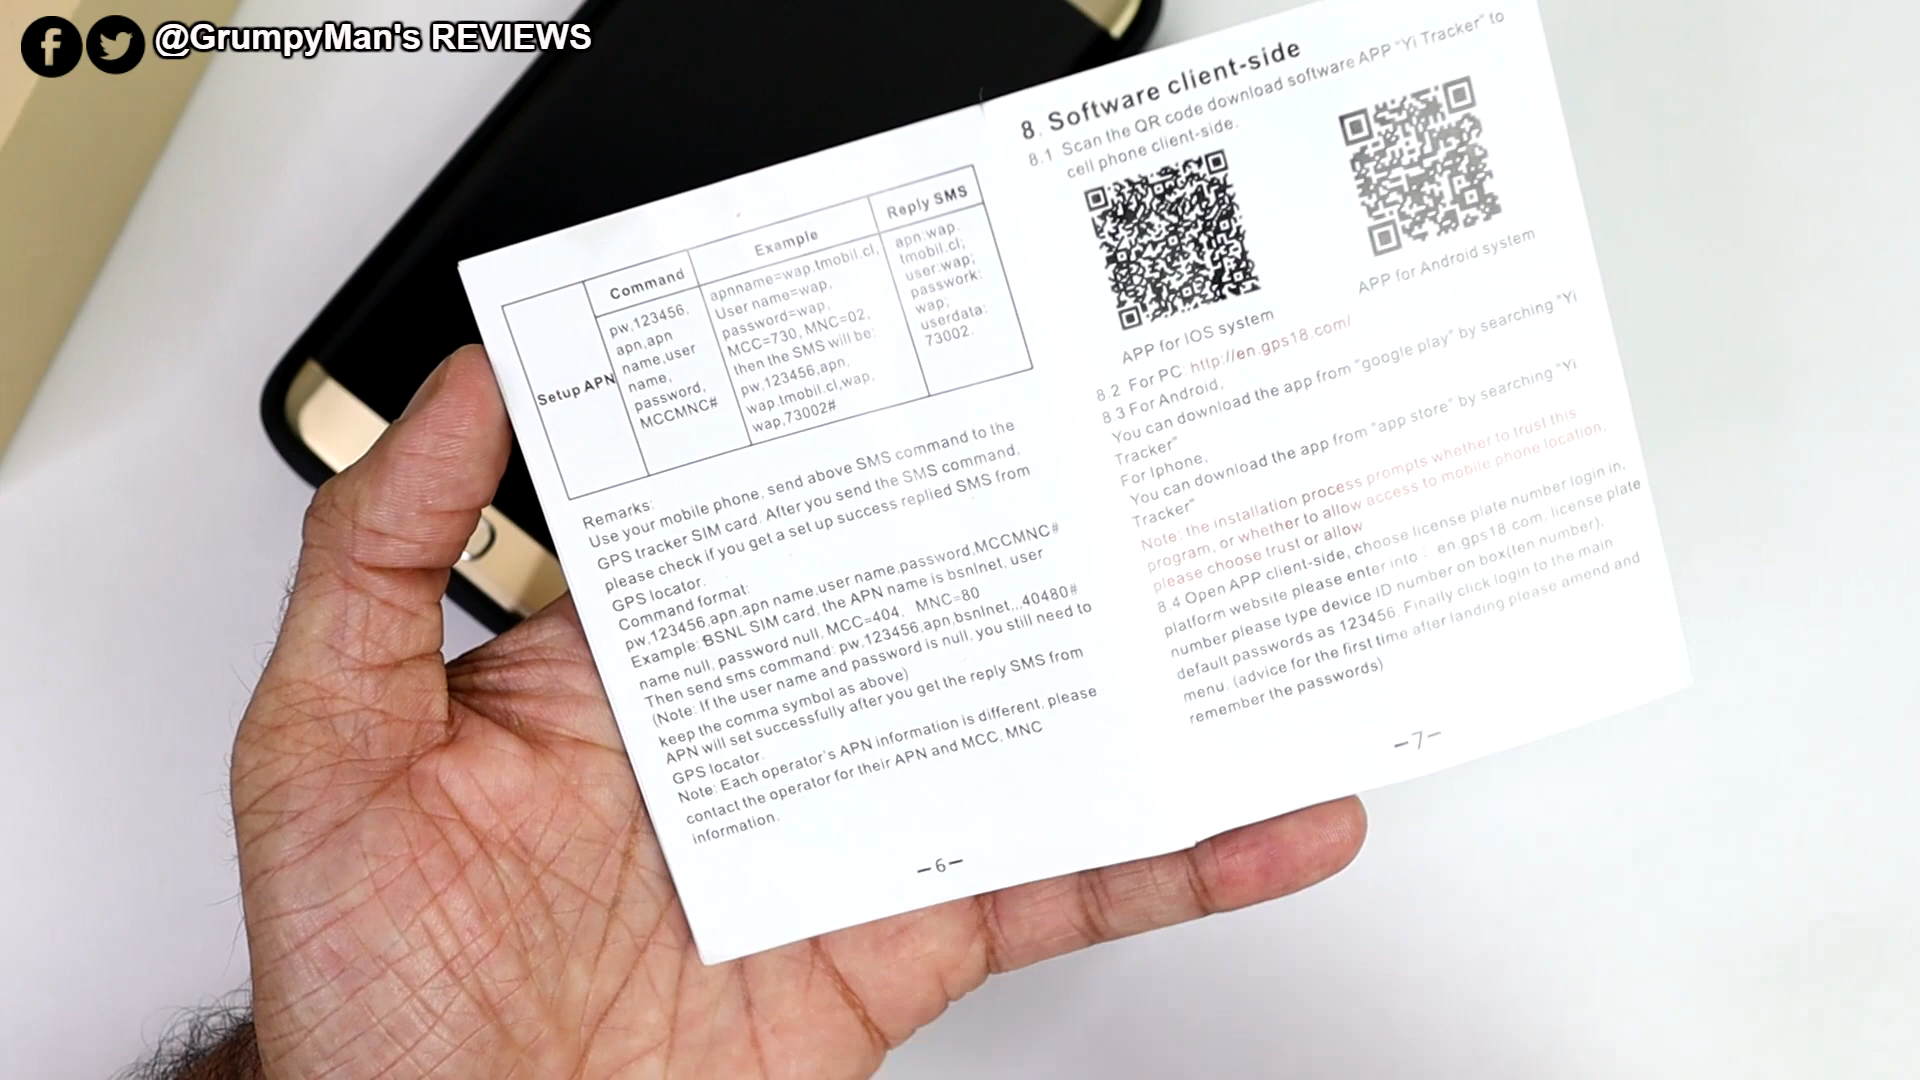 @GrumpyMan's REVIEWS
Command
Example
Reply SMS
Setup APN
pw,123456,
apn,apn
name,user
name,
password,
MCCMNC#
apnname=wap.tmobil.cl,
User name=wap,
password=wap,
MCC=730, MNC=02,
then the SMS will be:
pw,123456,apn,
wap.tmobil.cl,wap,
wap,73002#
apn:wap.
tmobil.cl;
user:wap;
passwork:
wap;
userdata:
73002.
Remarks:
Use your mobile phone, send above SMS command to the
GPS tracker SIM card. After you send the SMS command,
please check if you get a set up success replied SMS from
GPS locator.
Command format:
pw,123456,apn,apn name,user name,password,MCCMNC#
Example: BSNL SIM card, the APN name is bsnlnet, user
name null, password null, MCC=404, MNC=80
Then send sms command: pw,123456,apn,bsnlnet,,,40480#
(Note: If the user name and password is null, you still need to
keep the comma symbol as above)
APN will set successfully after you get the reply SMS from
GPS locator.
Note: Each operator's APN information is different, please
contact the operator for their APN and MCC, MNC
information.
–6–
8. Software client-side
8.1 Scan the QR code download software APP "Yi Tracker" to
cell phone client-side.
APP for IOS system
APP for Android system
8.2 For PC: http://en.gps18.com/
8.3 For Android,
You can download the app from "google play" by searching "Yi
Tracker"
For Iphone,
You can download the app from "app store" by searching "Yi
Tracker"
Note: the installation process prompts whether to trust this
program, or whether to allow access to mobile phone location,
please choose trust or allow.
8.4 Open APP client-side, choose license plate number login in,
platform website please enter into : en.gps18.com, license plate
number please type device ID number on box(ten number),
default passwords as 123456. Finally click login to the main
menu. (advice for the first time after landing please amend and
remember the passwords)
–7–